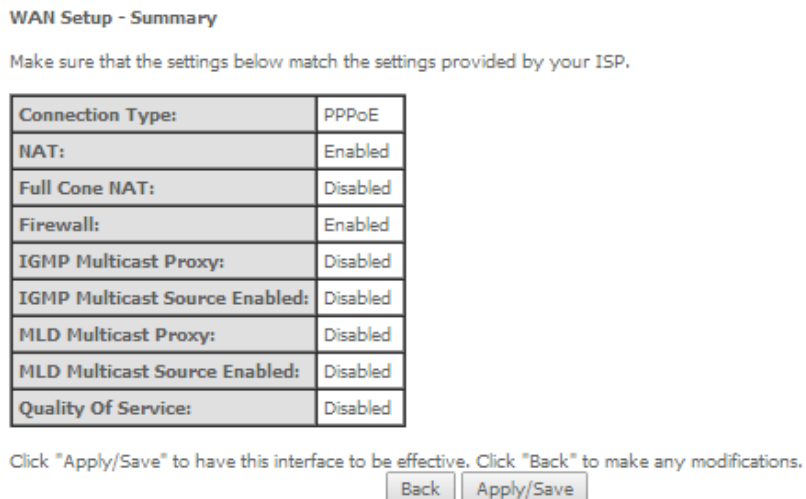 WAN Setup - Summary
Make sure that the settings below match the settings provided by your ISP.
Connection Type: PPPoE
NAT: Enabled
Full Cone NAT: Disabled
Firewall: Enabled
IGMP Multicast Proxy: Disabled
IGMP Multicast Source Enabled: Disabled
MLD Multicast Proxy: Disabled
MLD Multicast Source Enabled: Disabled
Quality Of Service: Disabled
Click "Apply/Save" to have this interface to be effective. Click "Back" to make any modifications.
Back Apply/Save